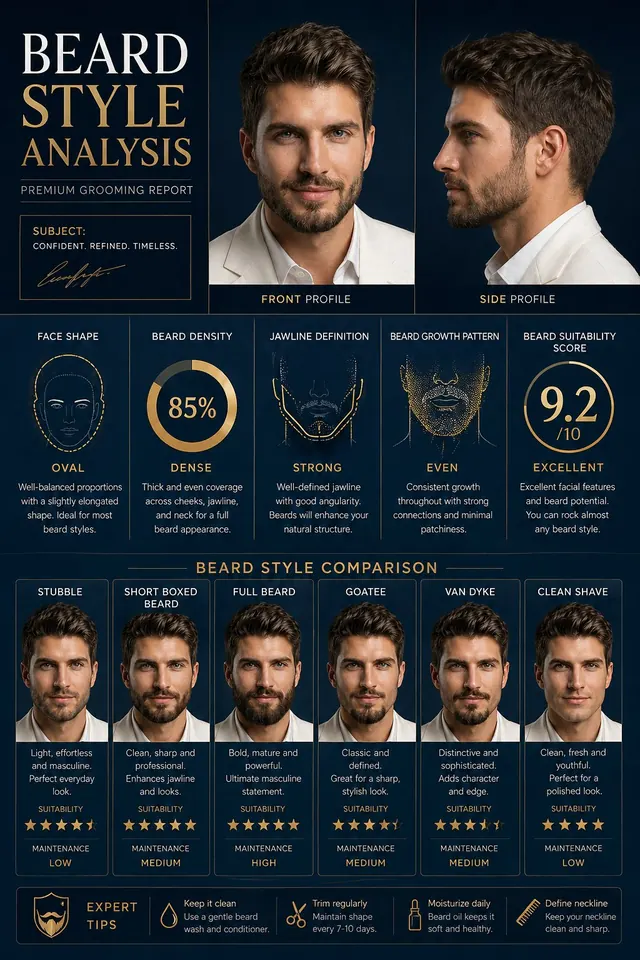 BEARD
STYLE
ANALYSIS
PREMIUM GROOMING REPORT
SUBJECT:
CONFIDENT. REFINED. TIMELESS.
FRONT PROFILE
SIDE PROFILE
FACE SHAPE
OVAL
Well-balanced proportions
with a slightly elongated
shape. Ideal for most
beard styles.
BEARD DENSITY
85%
DENSE
Thick and even coverage
across cheeks, jawline,
and neck for a full
beard appearance.
JAWLINE DEFINITION
STRONG
Well-defined jawline
with good angularity.
Beards will enhance your
natural structure.
BEARD GROWTH PATTERN
EVEN
Consistent growth
throughout with strong
connections and minimal
patchiness.
BEARD SUITABILITY
SCORE
9.2
/10
EXCELLENT
Excellent facial features
and beard potential.
You can rock almost
any beard style.
BEARD STYLE COMPARISON
STUBBLE
Light, effortless
and masculine.
Perfect everyday
look.
SUITABILITY
MAINTENANCE
LOW
SHORT BOXED
BEARD
Clean, sharp and
professional.
Enhances jawline
and looks.
SUITABILITY
MAINTENANCE
MEDIUM
FULL BEARD
Bold, mature and
powerful.
Ultimate masculine
statement.
SUITABILITY
MAINTENANCE
HIGH
GOATEE
Classic and
defined.
Great for a sharp,
stylish look.
SUITABILITY
MAINTENANCE
MEDIUM
VAN DYKE
Distinctive and
sophisticated.
Adds character
and edge.
SUITABILITY
MAINTENANCE
MEDIUM
CLEAN SHAVE
Clean, fresh and
youthful.
Perfect for a
polished look.
SUITABILITY
MAINTENANCE
LOW
EXPERT
TIPS
Keep it clean
Use a gentle beard
wash and conditioner.
Trim regularly
Maintain shape
every 7-10 days.
Moisturize daily
Beard oil keeps it
soft and healthy.
Define neckline
Keep your neckline
clean and sharp.